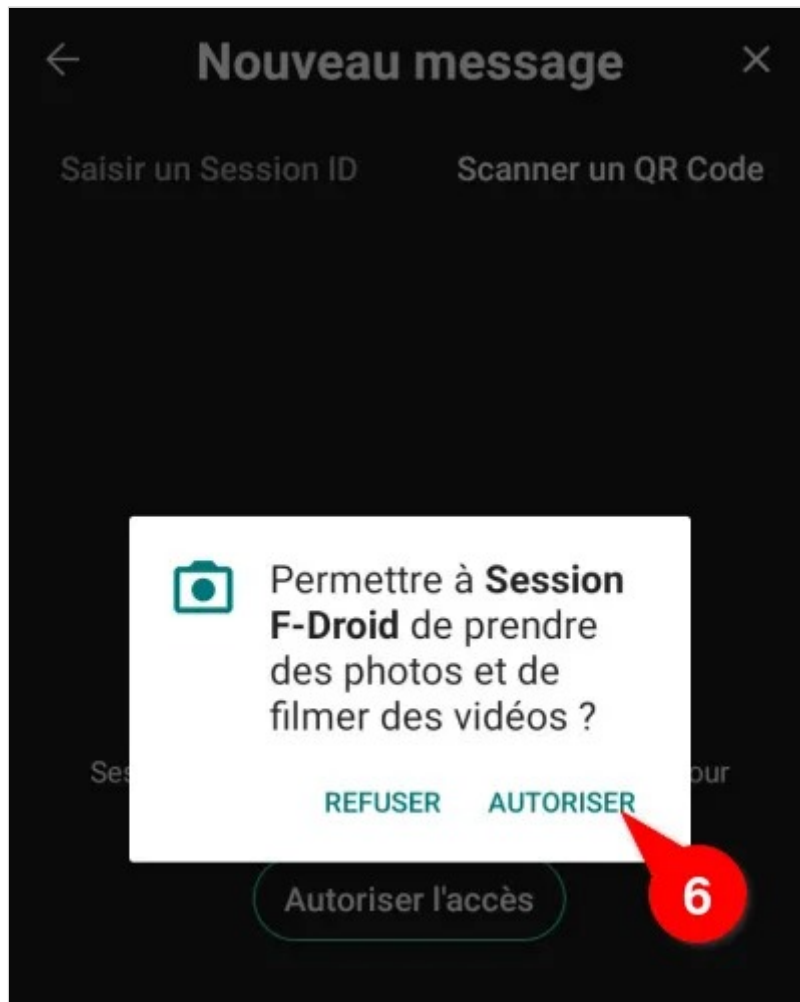 Nouveau message
Saisir un Session ID
Scanner un QR Code
Permettre à Session
F-Droid de prendre
des photos et de
filmer des vidéos ?
REFUSER
AUTORISER
Autoriser l'accès
6